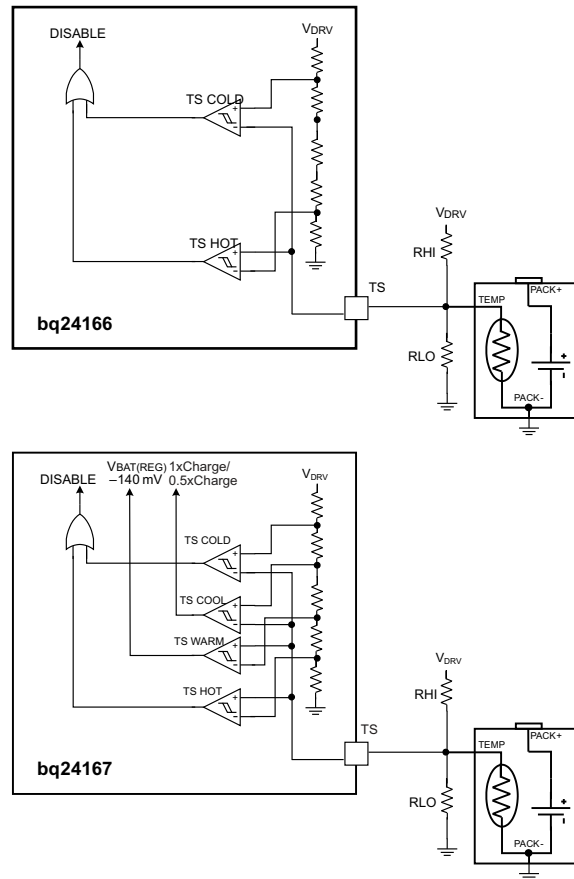 DISABLE
VDRV
TS COLD
TS HOT
VDRV
RHI
TS
PACK+
TEMP
bq24166
RLO
PACK-
VBAT(REG) 1xCharge/
DISABLE –140 mV 0.5xCharge
VDRV
TS COLD
TS COOL
TS WARM
VDRV
TS HOT
RHI
TS
PACK+
TEMP
bq24167
RLO
PACK-